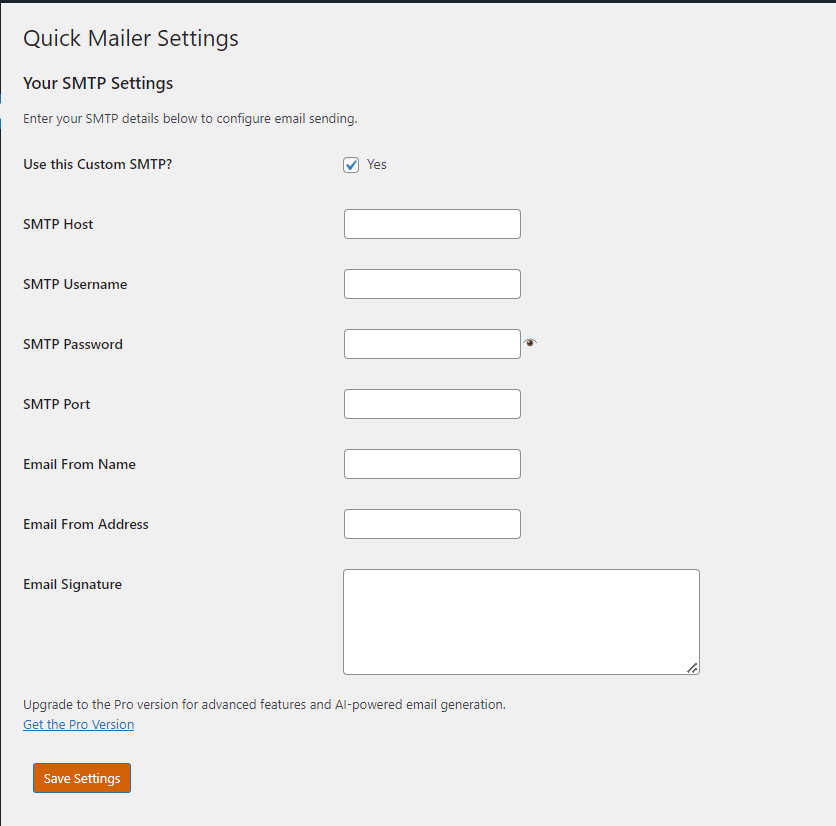 Quick Mailer Settings
Your SMTP Settings
Enter your SMTP details below to configure email sending.
Use this Custom SMTP? Yes
SMTP Host
SMTP Username
SMTP Password
SMTP Port
Email From Name
Email From Address
Email Signature
Upgrade to the Pro version for advanced features and AI-powered email generation.
Get the Pro Version
Save Settings